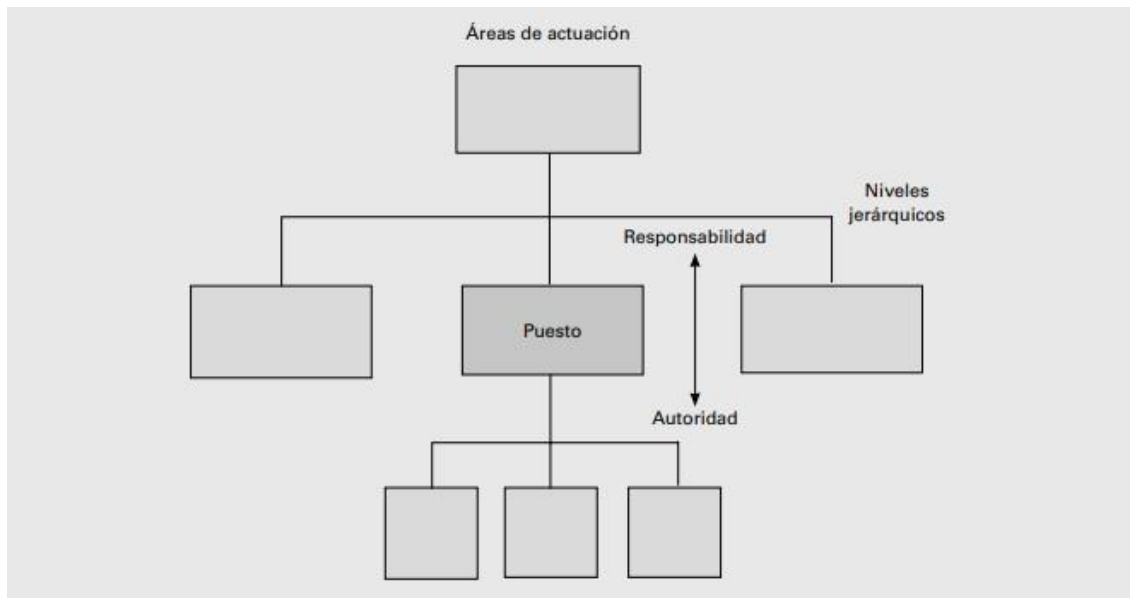 Áreas de actuación
Niveles
jerárquicos
Responsabilidad
Puesto
Autoridad